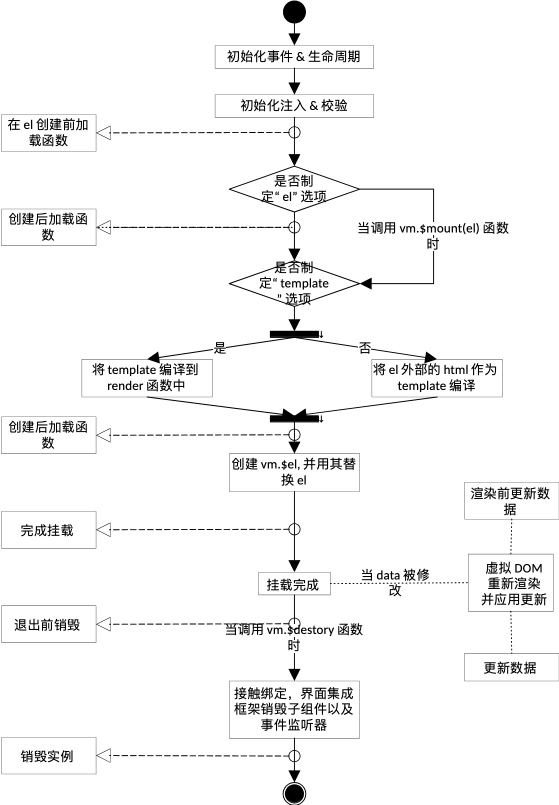 初始化事件 & 生命周期
初始化注入 & 校验
在 el 创建前加
载函数
是否制
定“ el” 选项
创建后加载函
数
当调用 vm.$mount(el) 函数
时
是否制
定“ template
” 选项
是
否
将 template 编译到
render 函数中
将 el 外部的 html 作为
template 编译
创建后加载函
数
创建 vm.$el, 并用其替
换 el
渲染前更新数
据
完成挂载
挂载完成
当 data 被修
改
虚拟 DOM
重新渲染
并应用更新
退出前销毁
当调用 vm.$destory 函数
时
更新数据
接触绑定，界面集成
框架销毁子组件以及
事件监听器
销毁实例